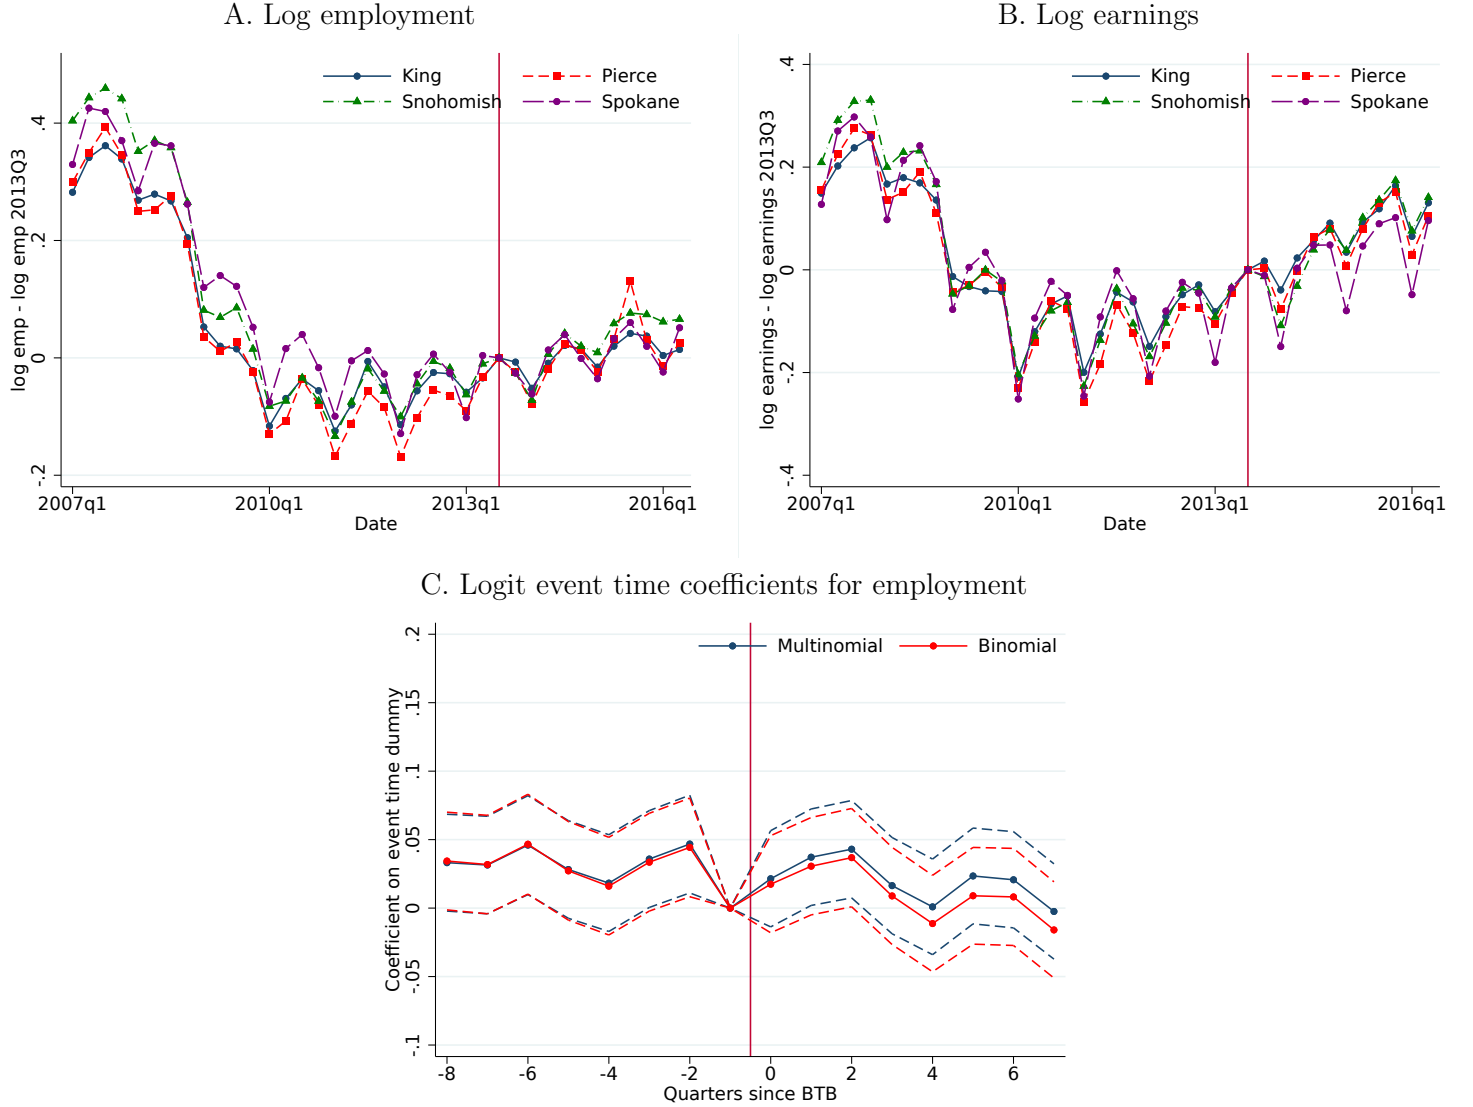 A. Log employment
King
Pierce
Snohomish
Spokane
log emp - log emp 2013Q3
.4
.2
0
-.2
2007q1
2010q1
2013q1
2016q1
Date
B. Log earnings
King
Pierce
Snohomish
Spokane
log earnings - log earnings 2013Q3
.4
.2
0
-.2
-.4
2007q1
2010q1
2013q1
2016q1
Date
C. Logit event time coefficients for employment
Multinomial
Binomial
Coefficient on event time dummy
.2
.15
.1
.05
0
-.05
-.1
-8
-6
-4
-2
0
2
4
6
Quarters since BTB